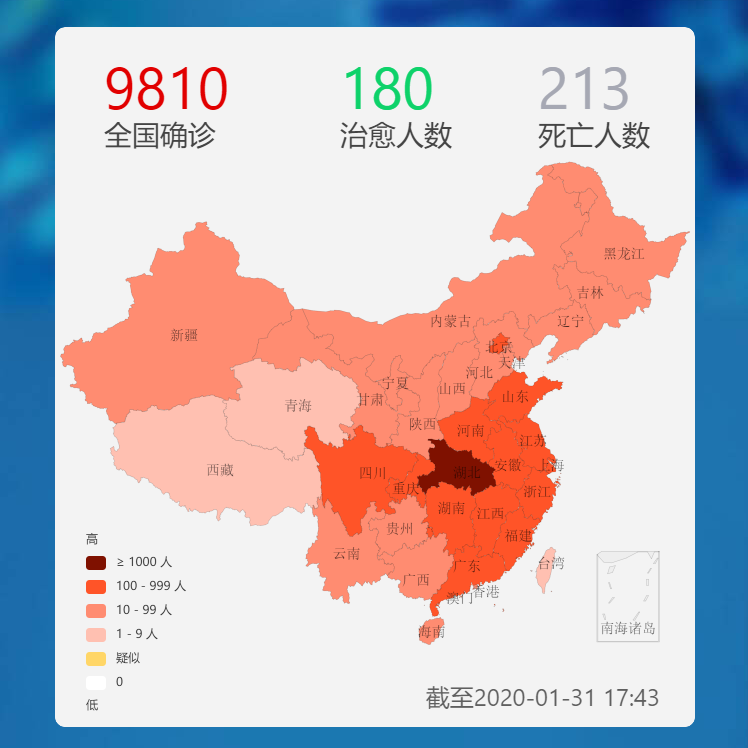 9810 180 213
全国确诊 治愈人数 死亡人数
黑龙江
吉林
内蒙古 辽宁
新疆
北京
天津
河北
宁夏 山西
甘肃 山东
青海
陕西
河南
江苏
西藏 四川 湖北 安徽 上海
重庆 浙江
湖南 江西
贵州 福建
高
云南
≥ 1000 人
广东 台湾
广西
100 - 999 人
香港
澳门
10 - 99 人
1 - 9 人
海南 南海诸岛
疑似
0
低
截至2020-01-31 17:43